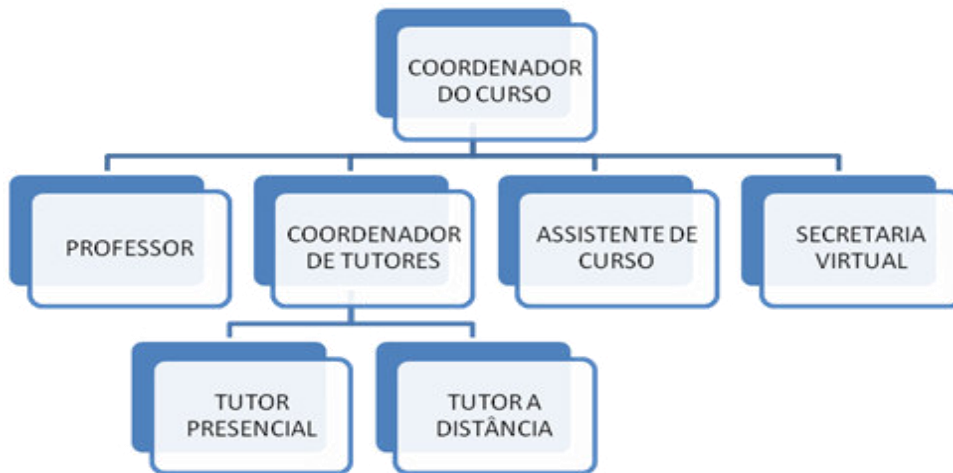 COORDENADOR
DO CURSO
PROFESSOR
COORDENADOR
DE TUTORES
ASSISTENTE DE
CURSO
SECRETARIA
VIRTUAL
TUTOR
PRESENCIAL
TUTOR A
DISTÂNCIA